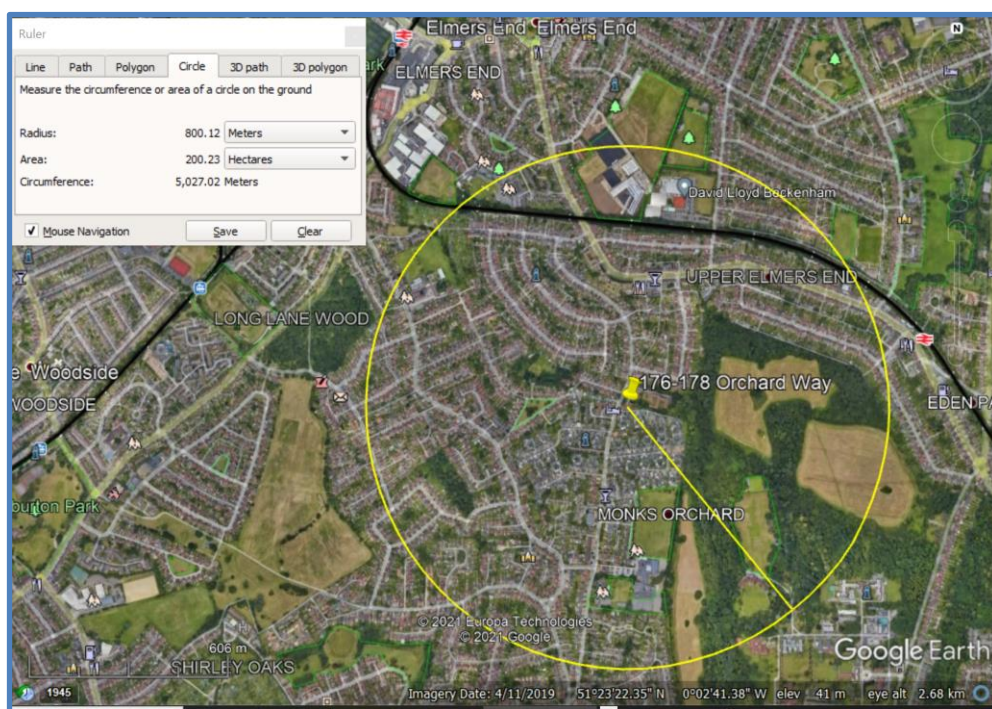 Ruler
Line Path Polygon Circle 3D path 3D polygon
Measure the circumference or area of a circle on the ground
Radius: 800.12 Meters
Area: 200.23 Hectares
Circumference: 5,027.02 Meters
Mouse Navigation Save Clear
Elmers End Elmers End
N
ELMERS END
David Lloyd Beckenham
UPPER ELMERS END
LONG LANE WOOD
Woodside
WOODSIDE
176-178 Orchard Way
EDEN PA
burton Park
MONKS ORCHARD
© 2021 Europa Technologies
© 2021 Google
606 m
SHIRLEY OAKS
Google Earth
1945
Imagery Date: 4/11/2019 51°23'22.35" N 0°02'41.38" W elev 41 m eye alt 2.68 km